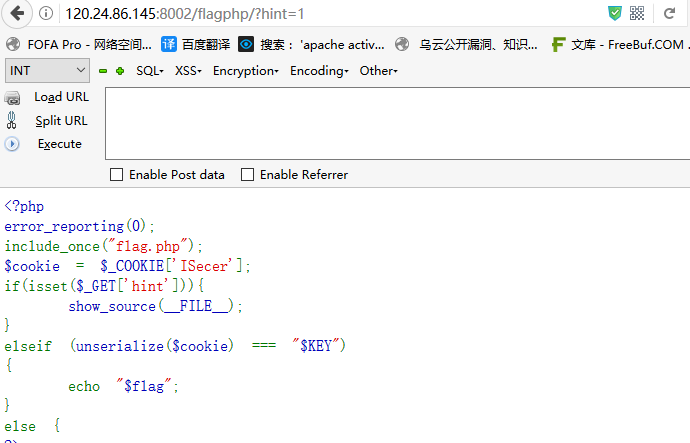 120.24.86.145:8002/flagphp/?hint=1
FOFA Pro - 网络空间... 译 百度翻译 搜索： 'apache activ... 乌云公开漏洞、知识... 文库 - FreeBuf.COM
INT SQL▾ XSS▾ Encryption▾ Encoding▾ Other▾
Load URL
Split URL
Execute
Enable Post data Enable Referrer
<?php
error_reporting(0);
include_once("flag.php");
$cookie = $_COOKIE['ISecer'];
if(isset($_GET['hint'])){
show_source(__FILE__);
}
elseif (unserialize($cookie) === "$KEY")
{
echo "$flag";
}
else {